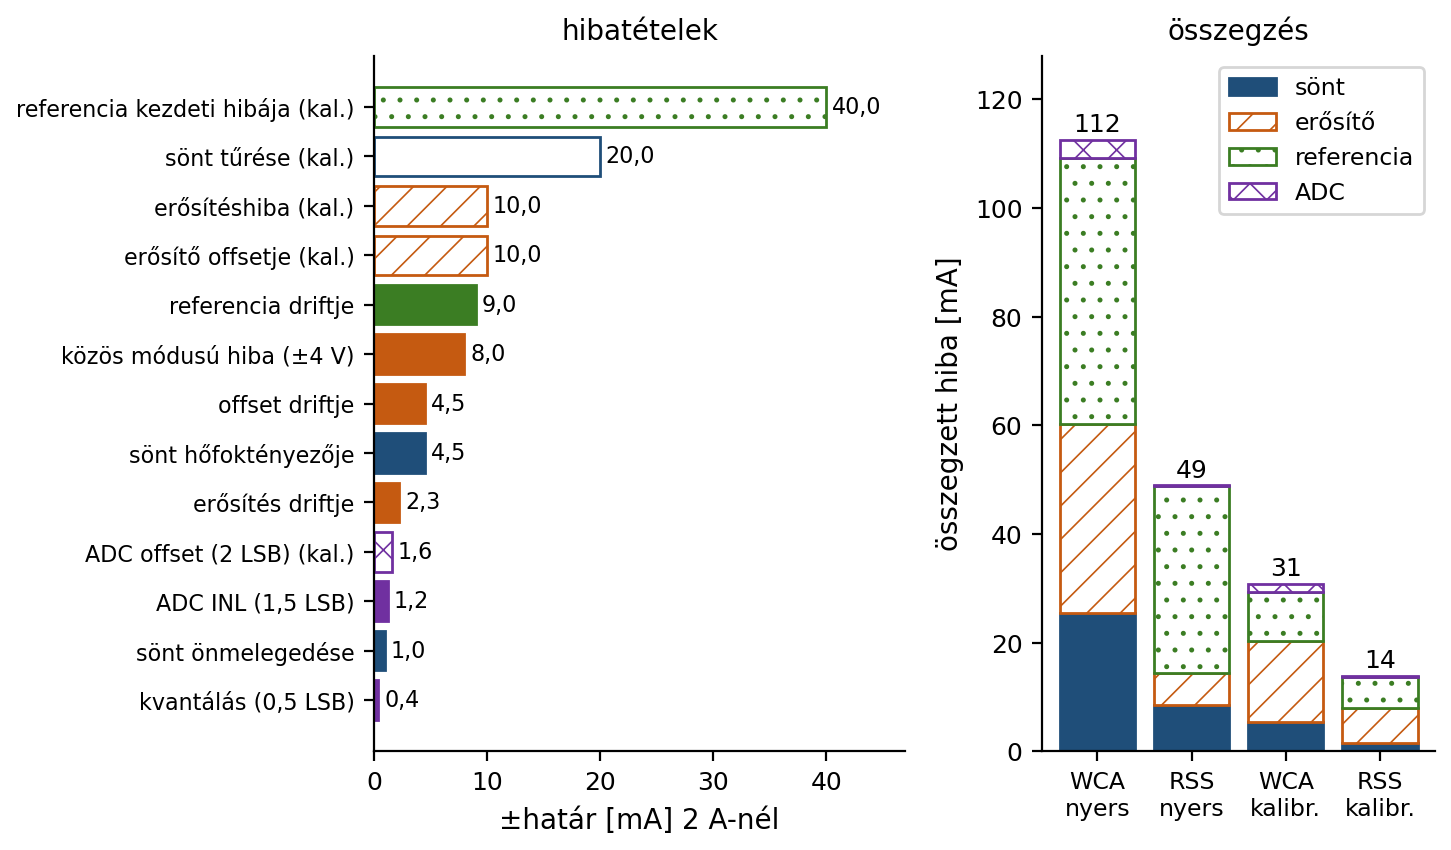 hibatételek
referencia kezdeti hibája (kal.)
40,0
sönt tűrése (kal.)
20,0
erősítéshiba (kal.)
10,0
erősítő offsetje (kal.)
10,0
referencia driftje
9,0
közös módusú hiba (±4 V)
8,0
offset driftje
4,5
sönt hőfoktényezője
4,5
erősítés driftje
2,3
ADC offset (2 LSB) (kal.)
1,6
ADC INL (1,5 LSB)
1,2
sönt önmelegedése
1,0
kvantálás (0,5 LSB)
0,4
0 10 20 30 40
±határ [mA] 2 A-nél
összegzés
sönt
erősítő
referencia
ADC
összegzett hiba [mA]
120
100
80
60
40
20
0
112
49
31
14
WCA
nyers
RSS
nyers
WCA
kalibr.
RSS
kalibr.